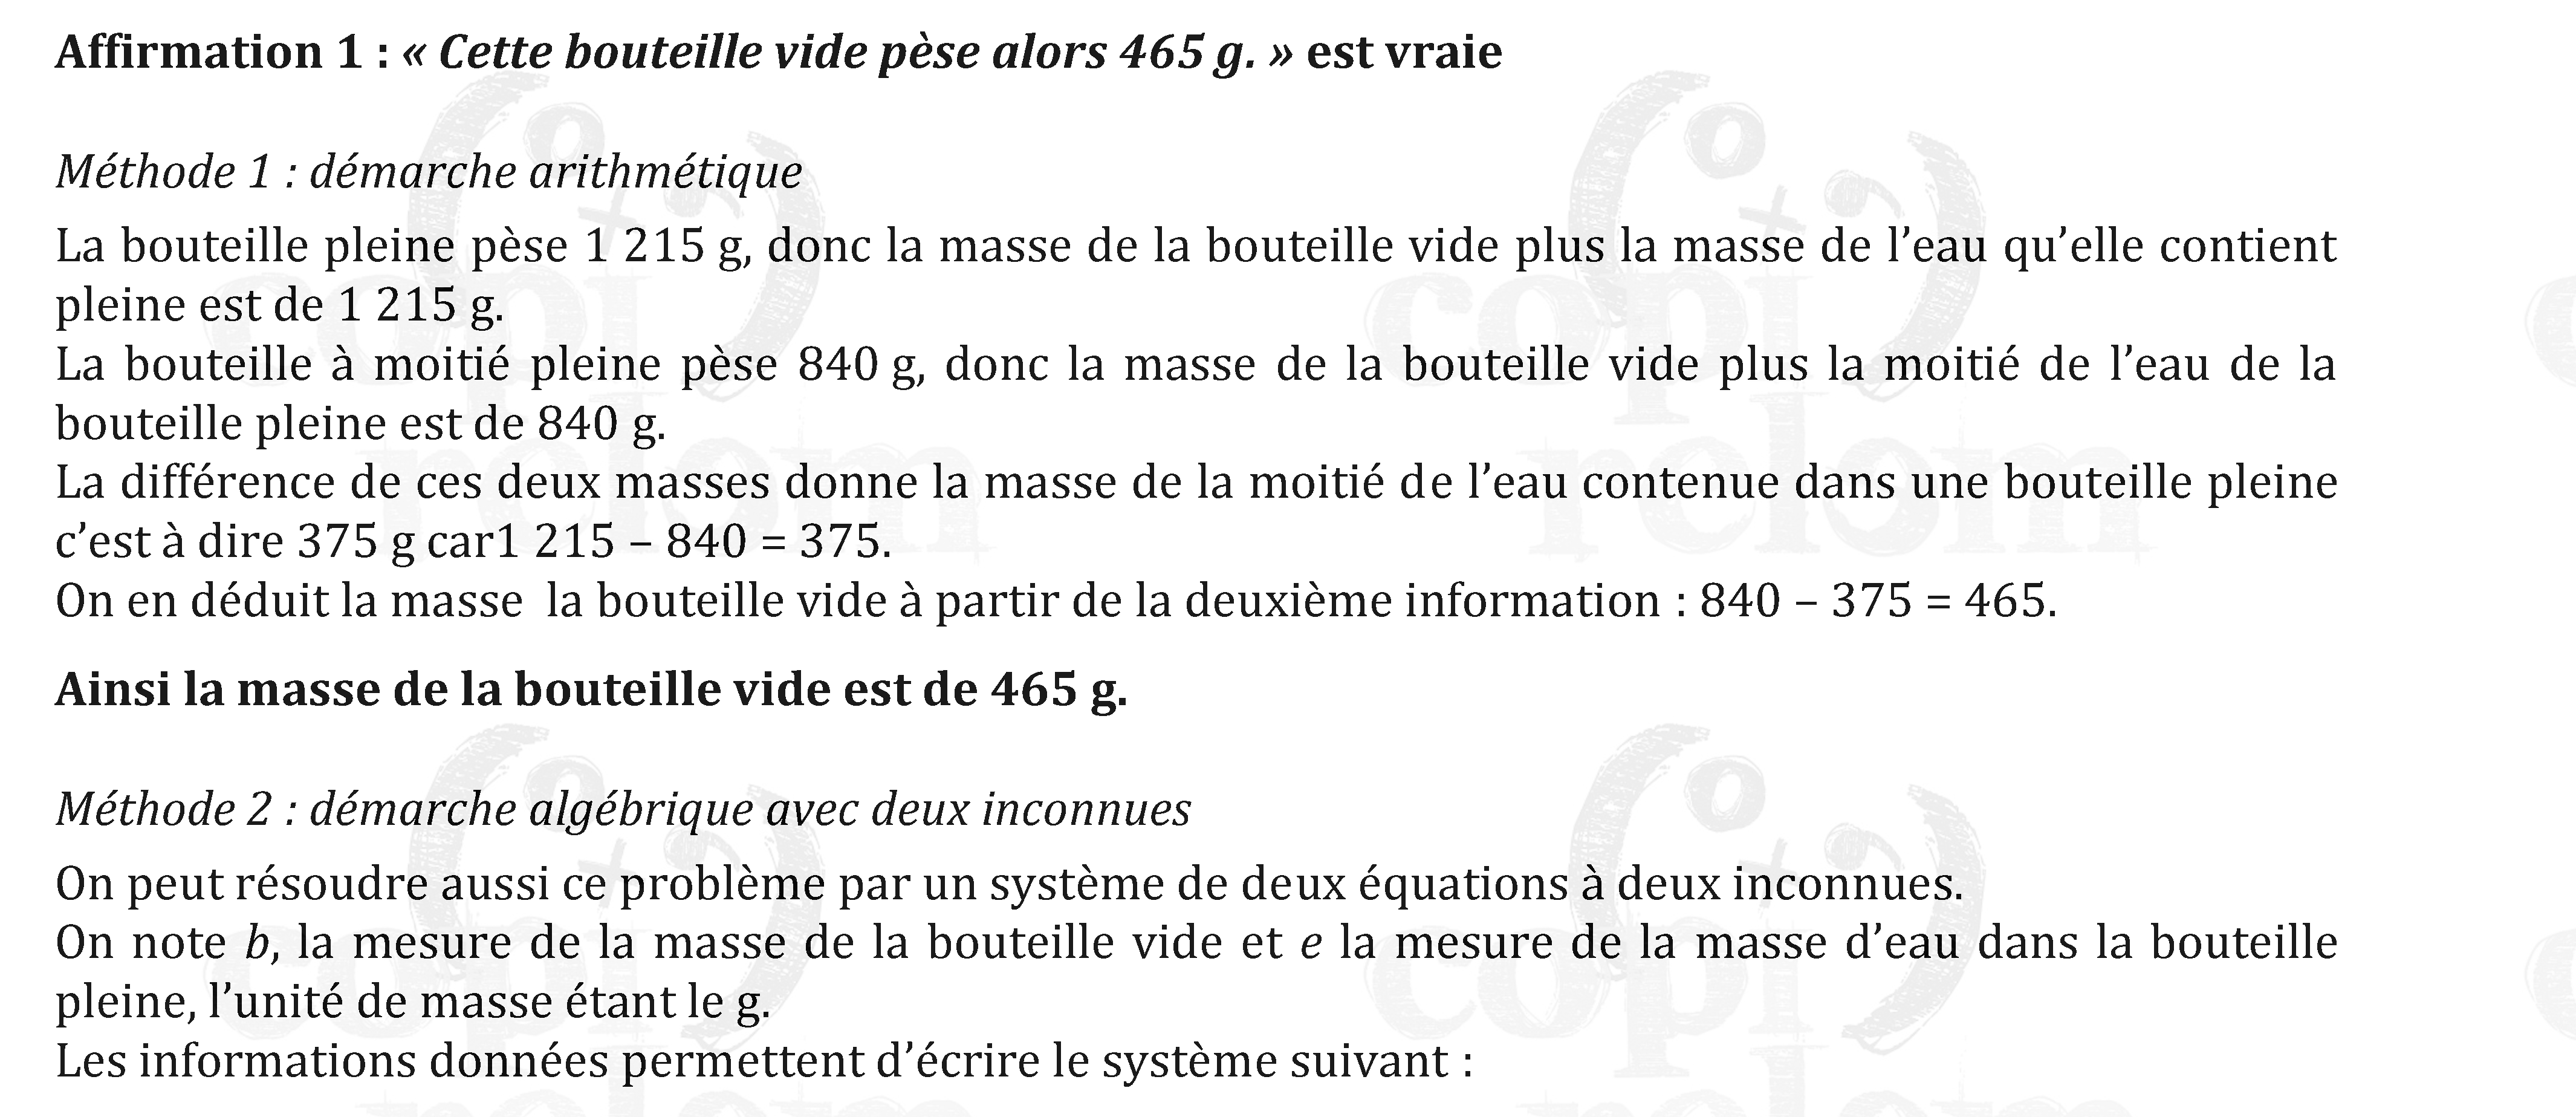 Affirmation 1 : « Cette bouteille vide pèse alors 465 g. » est vraie
Méthode 1 : démarche arithmétique
La bouteille pleine pèse 1 215 g, donc la masse de la bouteille vide plus la masse de l’eau qu’elle contient
pleine est de 1 215 g.
La bouteille à moitié pleine pèse 840 g, donc la masse de la bouteille vide plus la moitié de l’eau de la
bouteille pleine est de 840 g.
La différence de ces deux masses donne la masse de la moitié de l’eau contenue dans une bouteille pleine
c’est à dire 375 g car1 215 – 840 = 375.
On en déduit la masse  la bouteille vide à partir de la deuxième information : 840 – 375 = 465.
Ainsi la masse de la bouteille vide est de 465 g.
Méthode 2 : démarche algébrique avec deux inconnues
On peut résoudre aussi ce problème par un système de deux équations à deux inconnues.
On note b, la mesure de la masse de la bouteille vide et e la mesure de la masse d’eau dans la bouteille
pleine, l’unité de masse étant le g.
Les informations données permettent d’écrire le système suivant :
copi
relom
copi
relom
copi
relom
copi
relom